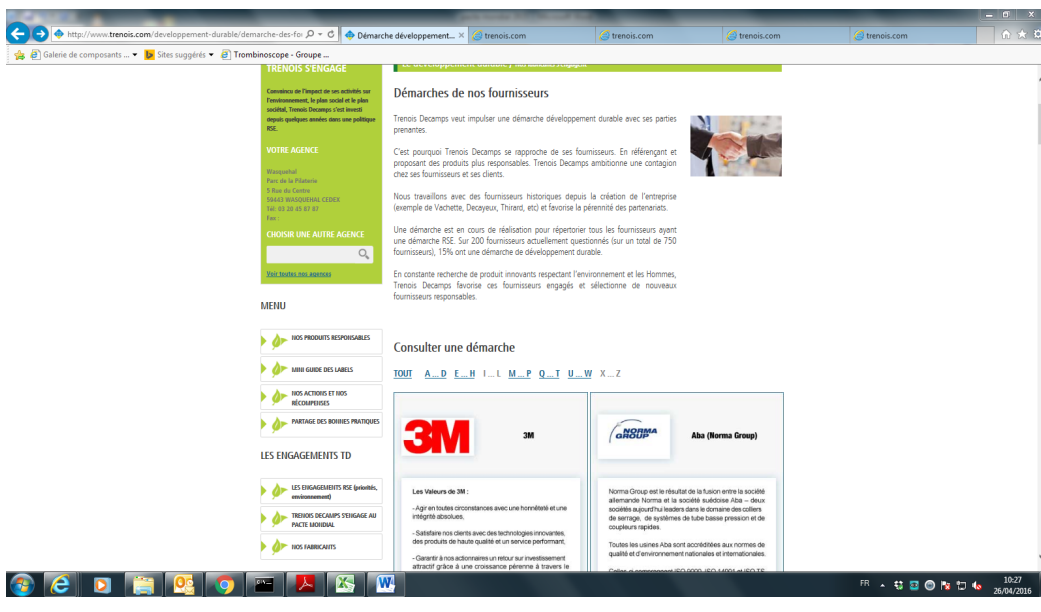 http://www.trenois.com/developpement-durable/demarche-des-for
Démarche développement...
trenois.com
trenois.com
trenois.com
trenois.com
Galerie de composants ...
Sites suggérés
Trombinoscope - Groupe ...
TRENOIS S'ENGAGE
Convaincu de l'impact de ses activités sur
l'environnement, le plan social et le plan
sociétal, Trenois Decamps s'est investi
depuis quelques années dans une politique
RSE.
VOTRE AGENCE
Wasquehal
Parc de la Pilaterie
5 Rue du Centre
59443 WASQUEHAL CEDEX
Tél: 03 20 45 87 87
Fax :
CHOISIR UNE AUTRE AGENCE
Voir toutes nos agences
MENU
NOS PRODUITS RESPONSABLES
MINI GUIDE DES LABELS
NOS ACTIONS ET NOS
RÉCOMPENSES
PARTAGE DES BONNES PRATIQUES
LES ENGAGEMENTS TD
LES ENGAGEMENTS RSE (priorités,
environnement)
TRENOIS DECAMPS S'ENGAGE AU
PACTE MONDIAL
NOS FABRICANTS
Démarches de nos fournisseurs
Trenois Decamps veut impulser une démarche développement durable avec ses parties
prenantes.
C'est pourquoi Trenois Decamps se rapproche de ses fournisseurs. En référençant et
proposant des produits plus responsables. Trenois Decamps ambitionne une contagion
chez ses fournisseurs et ses clients.
Nous travaillons avec des fournisseurs historiques depuis la création de l'entreprise
(exemple de Vachette, Decayeux, Thirard, etc) et favorise la pérennité des partenariats.
Une démarche est en cours de réalisation pour répertorier tous les fournisseurs ayant
une démarche RSE. Sur 200 fournisseurs actuellement questionnés (sur un total de 750
fournisseurs), 15% ont une démarche de développement durable.
En constante recherche de produit innovants respectant l'environnement et les Hommes,
Trenois Decamps favorise ces fournisseurs engagés et sélectionne de nouveaux
fournisseurs responsables.
Consulter une démarche
TOUT A ... D E ... H I ... L M ... P Q ... T U ... W X ... Z
3M
3M
Les Valeurs de 3M :
-Agir en toutes circonstances avec une honnêteté et une
intégrité absolues,
-Satisfaire nos clients avec des technologies innovantes,
des produits de haute qualité et un service performant,
-Garantir à nos actionnaires un retour sur investissement
attractif grâce à une croissance pérenne à travers le
NORMA
GROUP
Aba (Norma Group)
Norma Group est le résultat de la fusion entre la société
allemande Norma et la société suédoise Aba – deux
sociétés aujourd'hui leaders dans le domaine des colliers
de serrage, de systèmes de tube basse pression et de
coupleurs rapides.
Toutes les usines Aba sont accréditées aux normes de
qualité et d'environnement nationales et internationales.
FR
10:27
26/04/2016